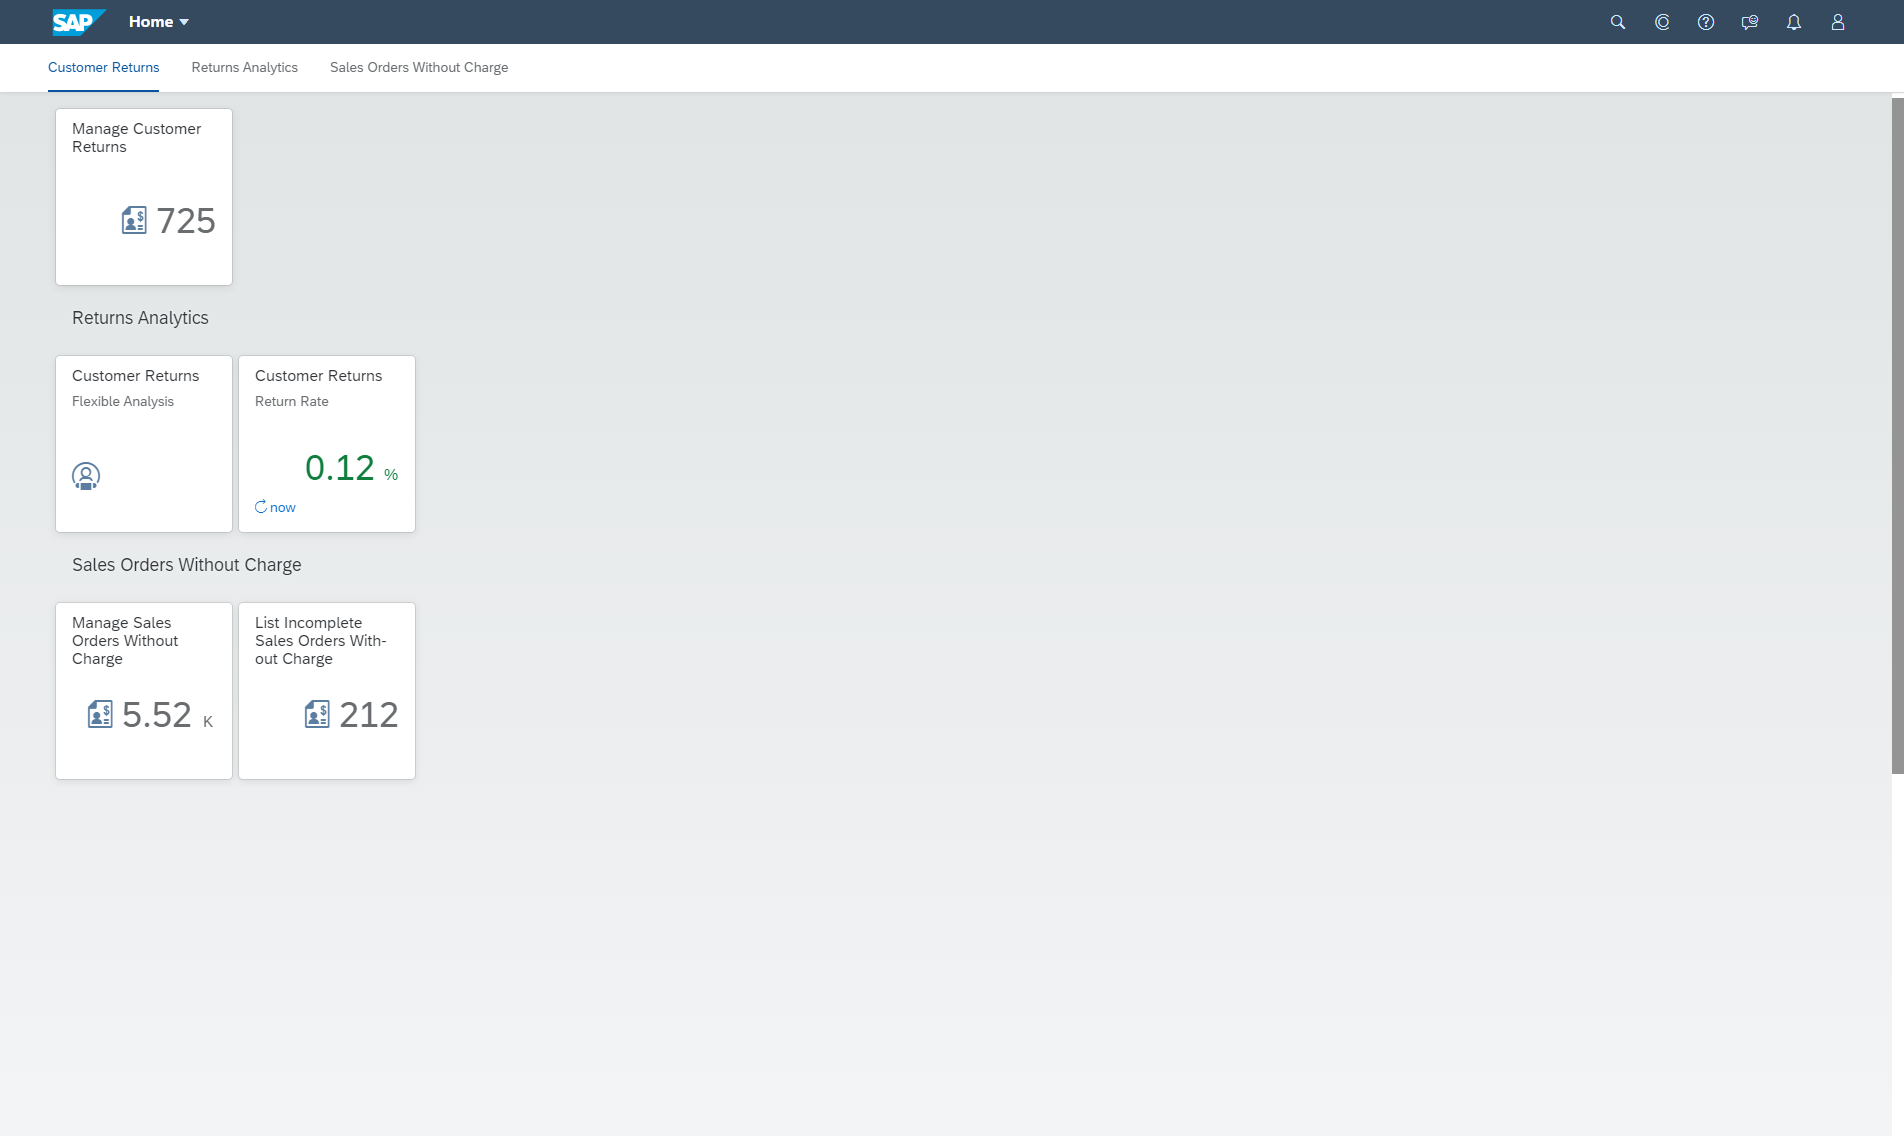 SAP Home
Customer Returns Returns Analytics Sales Orders Without Charge
Manage Customer
Returns
725
Returns Analytics
Customer Returns
Flexible Analysis
Customer Returns
Return Rate
0.12 %
now
Sales Orders Without Charge
Manage Sales
Orders Without
Charge
5.52 K
List Incomplete
Sales Orders With-
out Charge
212